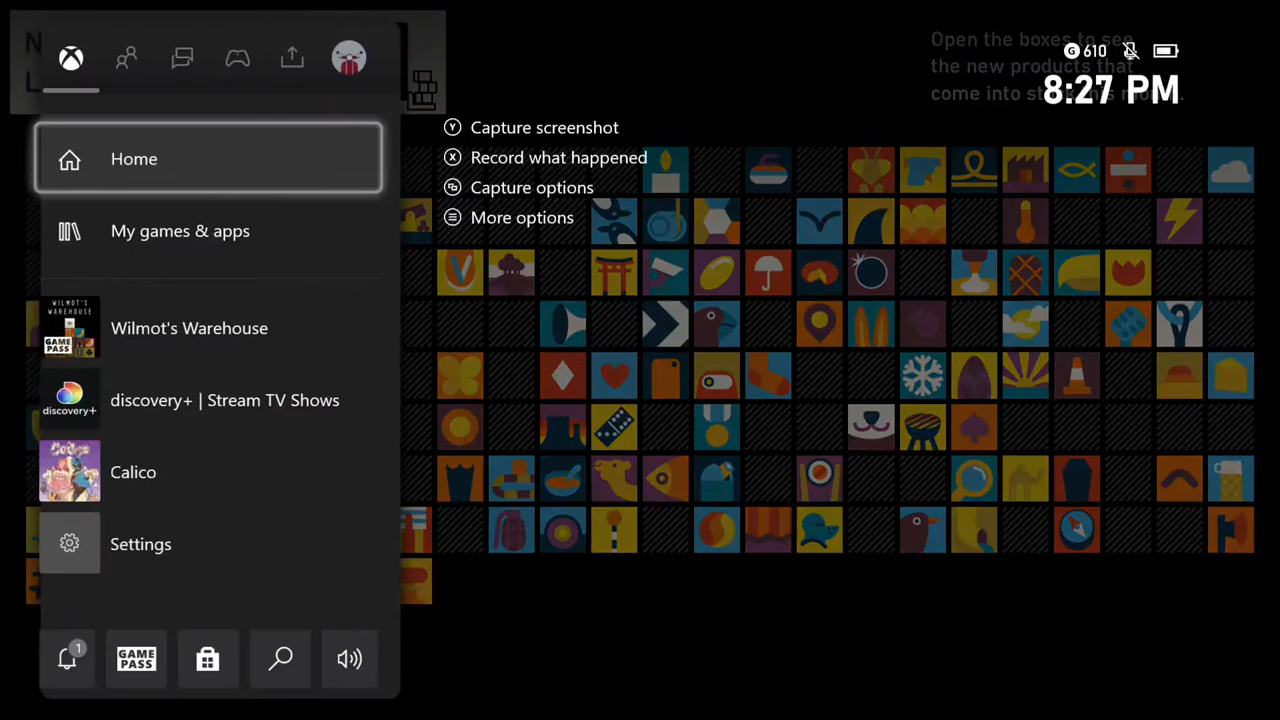 Open the boxes to see
the new products that
come into st
G 610
8:27 PM
Y Capture screenshot
X Record what happened
Capture options
More options
Home
My games & apps
WILMOT'S
WAREHOUSE
GAME
PASS
Wilmot's Warehouse
discovery+
discovery+ | Stream TV Shows
Calico
Settings
1
GAME
PASS